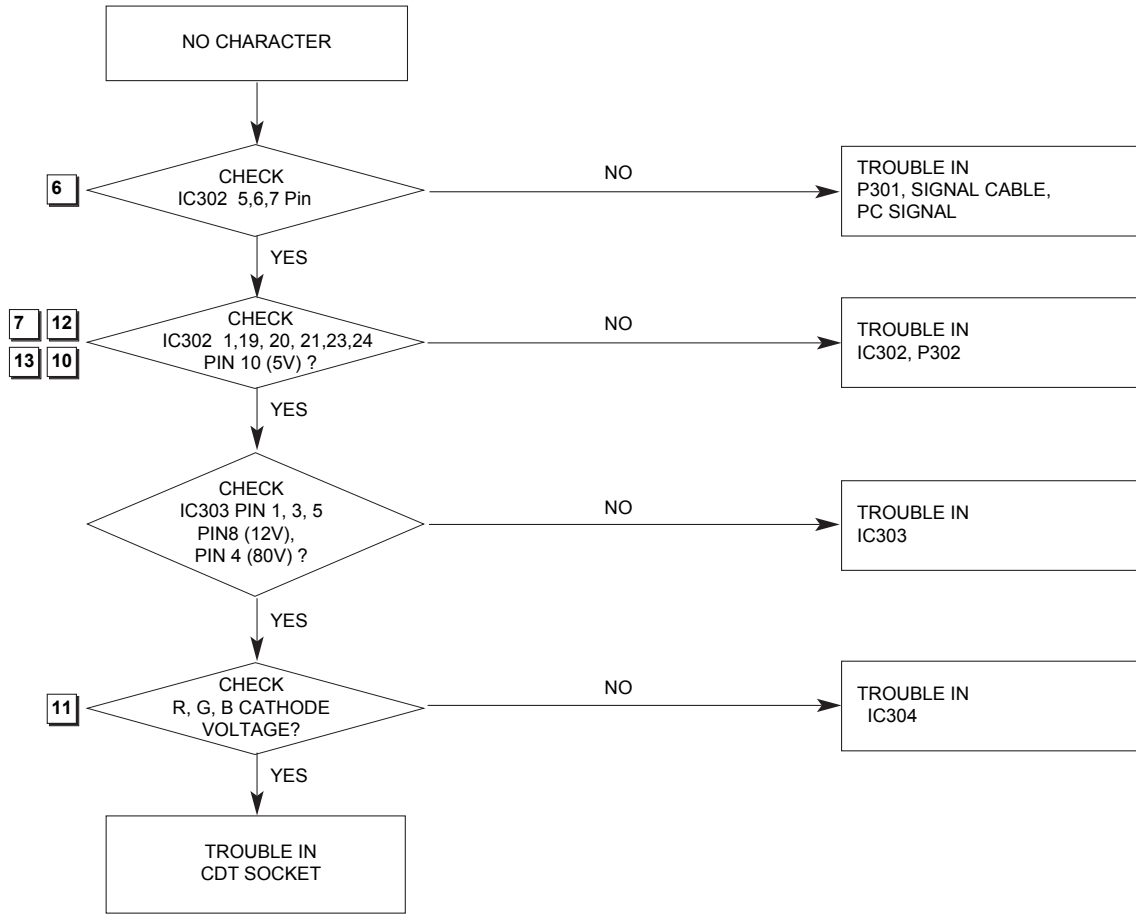 NO CHARACTER
6
CHECK
IC302 5,6,7 Pin
NO
TROUBLE IN
P301, SIGNAL CABLE,
PC SIGNAL
YES
7 12
13 10
CHECK
IC302 1,19, 20, 21,23,24
PIN 10 (5V) ?
NO
TROUBLE IN
IC302, P302
YES
CHECK
IC303 PIN 1, 3, 5
PIN8 (12V),
PIN 4 (80V) ?
NO
TROUBLE IN
IC303
YES
11
CHECK
R, G, B CATHODE
VOLTAGE?
NO
TROUBLE IN
IC304
YES
TROUBLE IN
CDT SOCKET